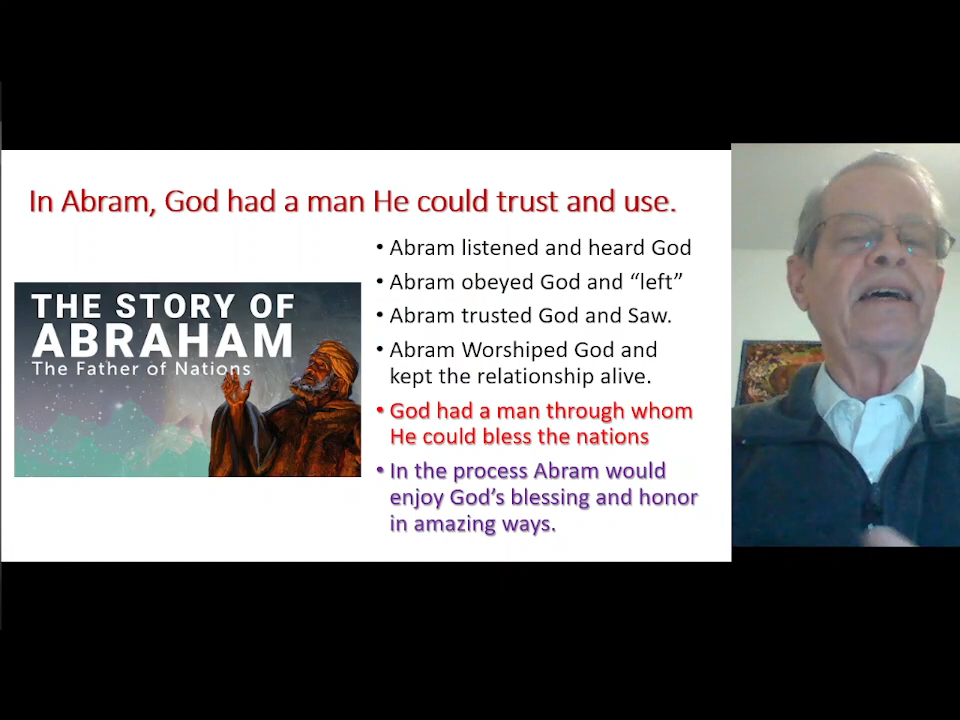 In Abram, God had a man He could trust and use.
THE STORY OF
ABRAHAM
The Father of Nations
• Abram listened and heard God
• Abram obeyed God and “left”
• Abram trusted God and Saw.
• Abram Worshiped God and
kept the relationship alive.
• God had a man through whom
He could bless the nations
• In the process Abram would
enjoy God’s blessing and honor
in amazing ways.